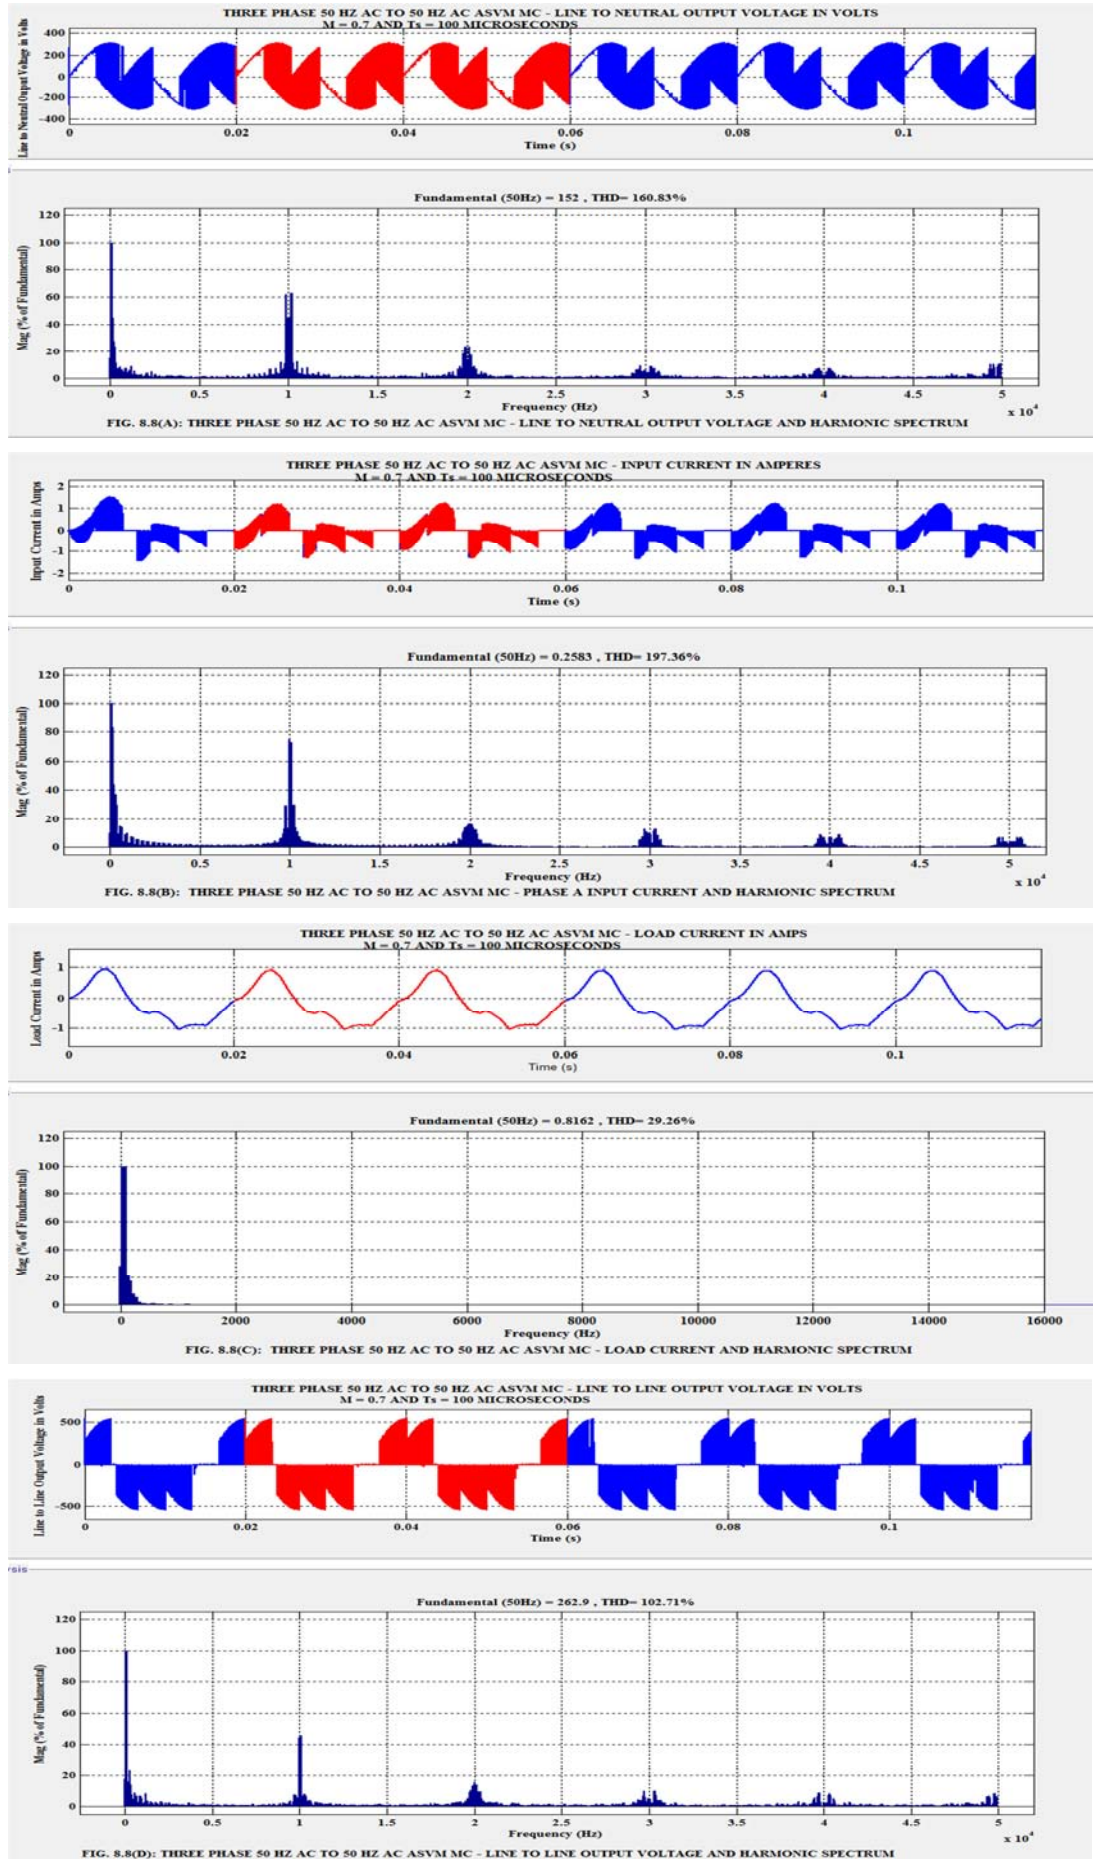 THREE PHASE 50 HZ AC TO 50 HZ AC ASVM MC - LINE TO NEUTRAL OUTPUT VOLTAGE IN VOLTS
M = 0.7 AND Ts = 100 MICROSECONDS
Line to Neutral Output Voltage in Volts
400
200
0
-200
-400
0 0.02 0.04 0.06 0.08 0.1
Time (s)
Fundamental (50Hz) = 152 , THD= 160.83%
Mag (% of Fundamental)
120
100
80
60
40
20
0
0 0.5 1 1.5 2 2.5 3 3.5 4 4.5 5
Frequency (Hz)
x 10^4
FIG. 8.8(A): THREE PHASE 50 HZ AC TO 50 HZ AC ASVM MC - LINE TO NEUTRAL OUTPUT VOLTAGE AND HARMONIC SPECTRUM
THREE PHASE 50 HZ AC TO 50 HZ AC ASVM MC - INPUT CURRENT IN AMPERES
M = 0.7 AND Ts = 100 MICROSECONDS
Input Current in Amps
2
1
0
-1
-2
0 0.02 0.04 0.06 0.08 0.1
Time (s)
Fundamental (50Hz) = 0.2583 , THD= 197.36%
Mag (% of Fundamental)
120
100
80
60
40
20
0
0 0.5 1 1.5 2 2.5 3 3.5 4 4.5 5
Frequency (Hz)
x 10^4
FIG. 8.8(B): THREE PHASE 50 HZ AC TO 50 HZ AC ASVM MC - PHASE A INPUT CURRENT AND HARMONIC SPECTRUM
THREE PHASE 50 HZ AC TO 50 HZ AC ASVM MC - LOAD CURRENT IN AMPS
M = 0.7 AND Ts = 100 MICROSECONDS
Load Current in Amps
1
0
-1
0 0.02 0.04 0.06 0.08 0.1
Time (s)
Fundamental (50Hz) = 0.8162 , THD= 29.26%
Mag (% of Fundamental)
120
100
80
60
40
20
0
0 2000 4000 6000 8000 10000 12000 14000 16000
Frequency (Hz)
FIG. 8.8(C): THREE PHASE 50 HZ AC TO 50 HZ AC ASVM MC - LOAD CURRENT AND HARMONIC SPECTRUM
THREE PHASE 50 HZ AC TO 50 HZ AC ASVM MC - LINE TO LINE OUTPUT VOLTAGE IN VOLTS
M = 0.7 AND Ts = 100 MICROSECONDS
Line to Line Output Voltage in Volts
500
0
-500
0 0.02 0.04 0.06 0.08 0.1
Time (s)
ysis
Fundamental (50Hz) = 262.9 , THD= 102.71%
Mag (% of Fundamental)
120
100
80
60
40
20
0
0 0.5 1 1.5 2 2.5 3 3.5 4 4.5 5
Frequency (Hz)
x 10^4
FIG. 8.8(D): THREE PHASE 50 HZ AC TO 50 HZ AC ASVM MC - LINE TO LINE OUTPUT VOLTAGE AND HARMONIC SPECTRUM